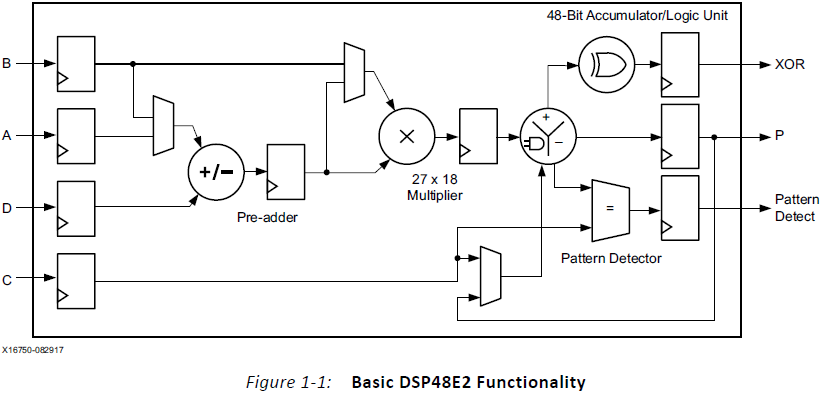 48-Bit Accumulator/Logic Unit
B
XOR
A
+
P
×
–
+/–
27 x 18
Multiplier
D
=
Pattern
Detect
Pre-adder
Pattern Detector
C
X16750-082917
Figure 1-1: Basic DSP48E2 Functionality